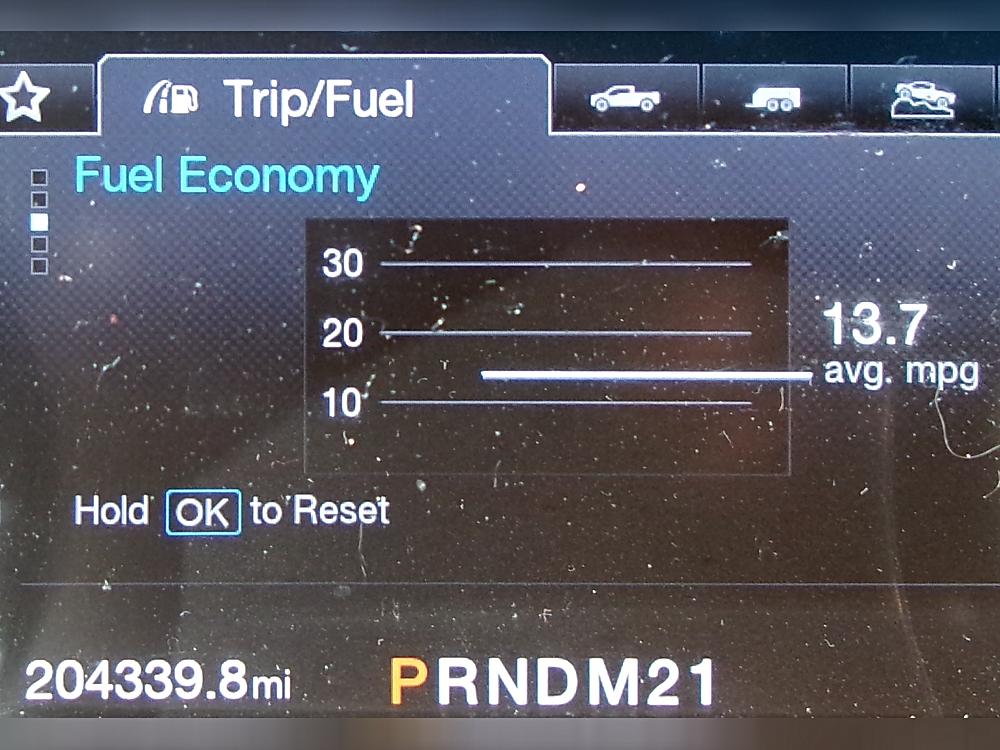 Trip/Fuel
Fuel Economy
30
20
10
13.7
avg. mpg
Hold OK to Reset
204339.8mi
PRNDM21